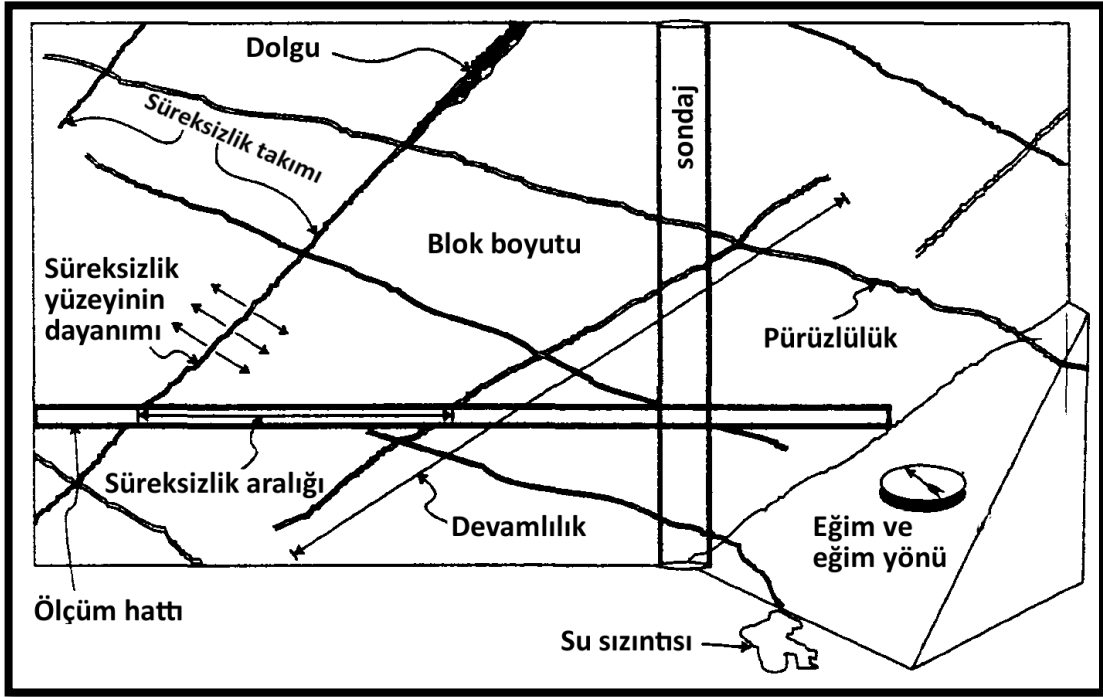 Dolgu
sondaj
Süreksizlik takımı
Blok boyutu
Süreksizlik
yüzeyinin
dayanımı
Pürüzlülük
Süreksizlik aralığı
Devamlılık
Eğim ve
eğim yönü
Ölçüm hattı
Su sızıntısı